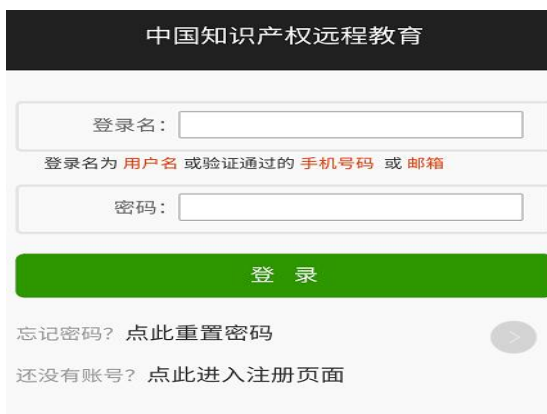 中国知识产权远程教育
登录名：
登录名为 用户名 或验证通过的 手机号码 或 邮箱
密码：
登 录
忘记密码？点此重置密码
>
还没有账号？点此进入注册页面